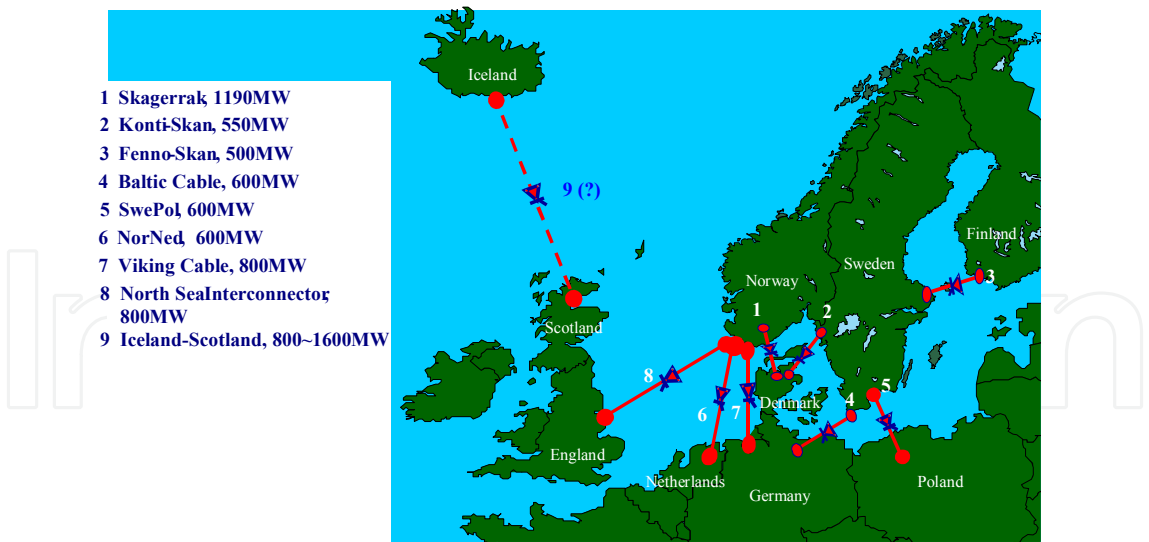 Iceland
1 Skagerrak, 1190MW
2 Konti-Skan, 550MW
3 Fenno-Skan, 500MW
4 Baltic Cable, 600MW
5 SwePol, 600MW
6 NorNed, 600MW
7 Viking Cable, 800MW
8 North SeaInterconnector,
800MW
9 Iceland-Scotland, 800~1600MW
9 (?)
Finland
Sweden
Norway
3
1
2
Scotland
8
7
6
Denmark
4
5
England
Netherlands
Germany
Poland